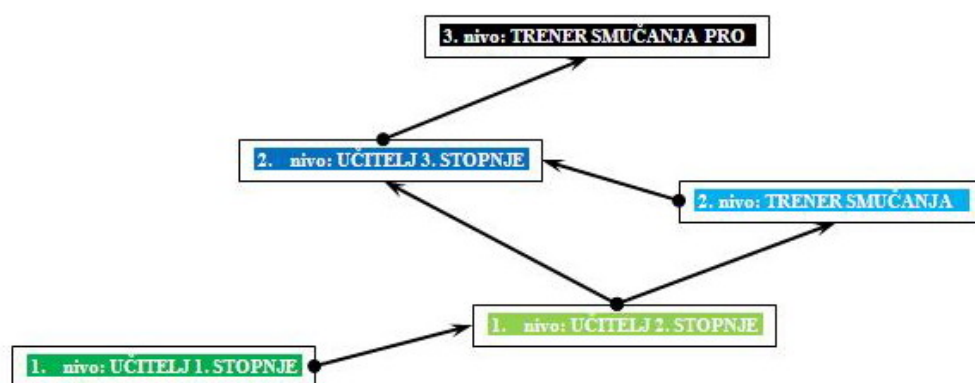 3. nivo: TRENER SMUČANJA PRO
2. nivo: UČITELJ 3. STOPNJE
2. nivo: TRENER SMUČANJA
1. nivo: UČITELJ 2. STOPNJE
1. nivo: UČITELJ 1. STOPNJE